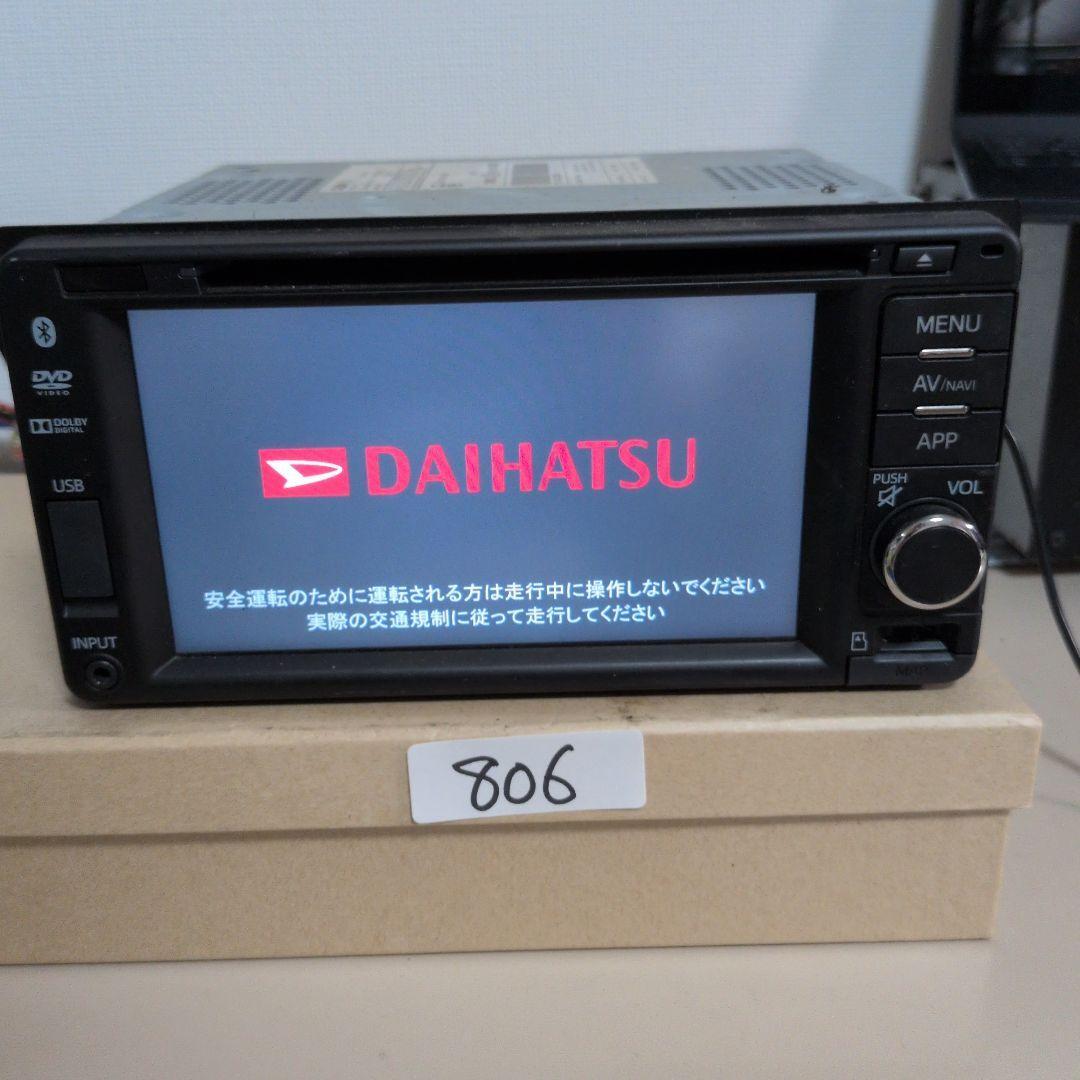 MENU
AV/NAVI
APP
PUSH
VOL
DVD
VIDEO
DOLBY
DIGITAL
USB
INPUT
DAIHATSU
安全運転のために運転される方は走行中に操作しないでください
実際の交通規制に従って走行してください
MAP
806